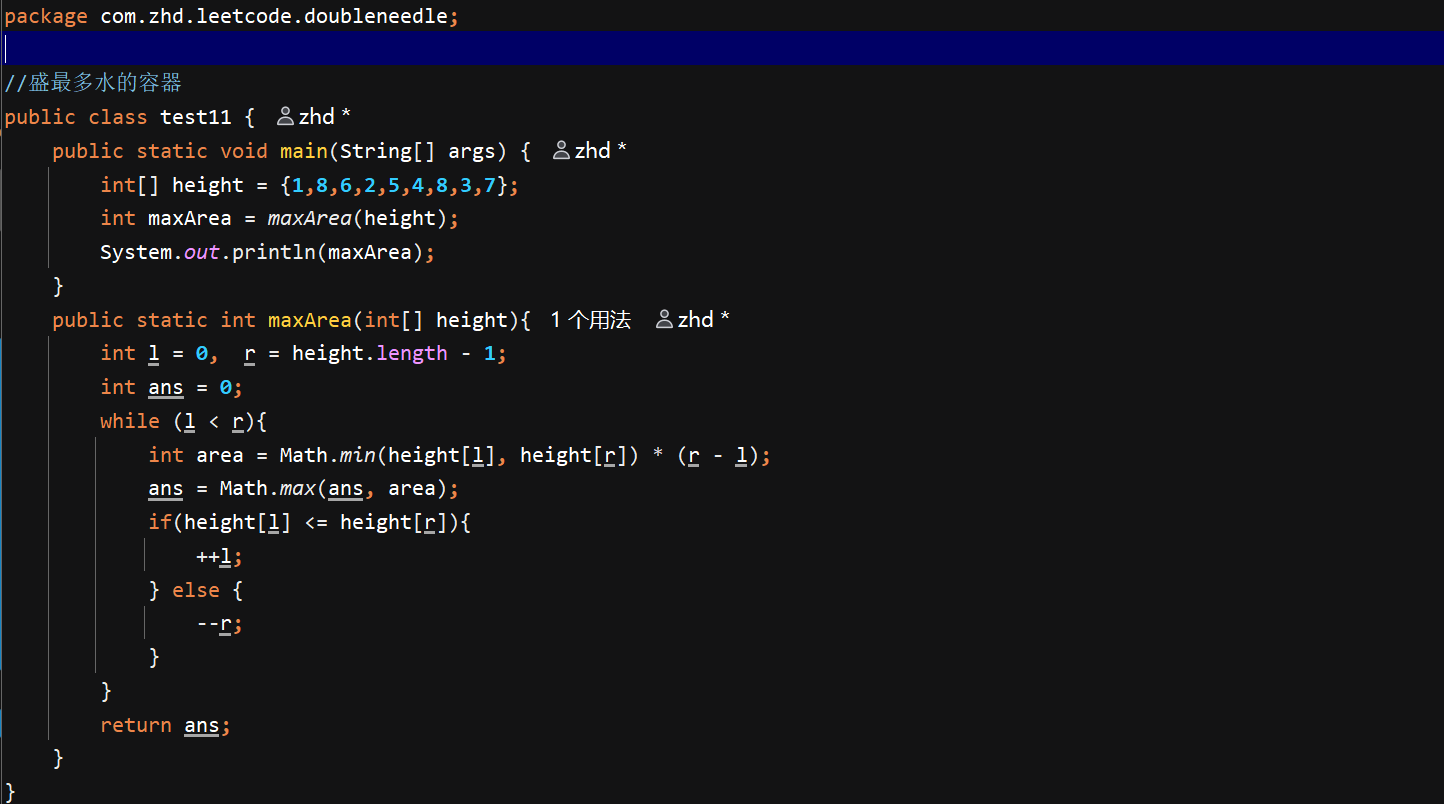 package com.zhd.leetcode.doubleneedle;
//盛最多水的容器
public class test11 { zhd *
public static void main(String[] args) { zhd *
int[] height = {1,8,6,2,5,4,8,3,7};
int maxArea = maxArea(height);
System.out.println(maxArea);
}
public static int maxArea(int[] height){ 1 个用法 zhd *
int l = 0, r = height.length - 1;
int ans = 0;
while (l < r){
int area = Math.min(height[l], height[r]) * (r - l);
ans = Math.max(ans, area);
if(height[l] <= height[r]){
++l;
} else {
--r;
}
}
return ans;
}
}